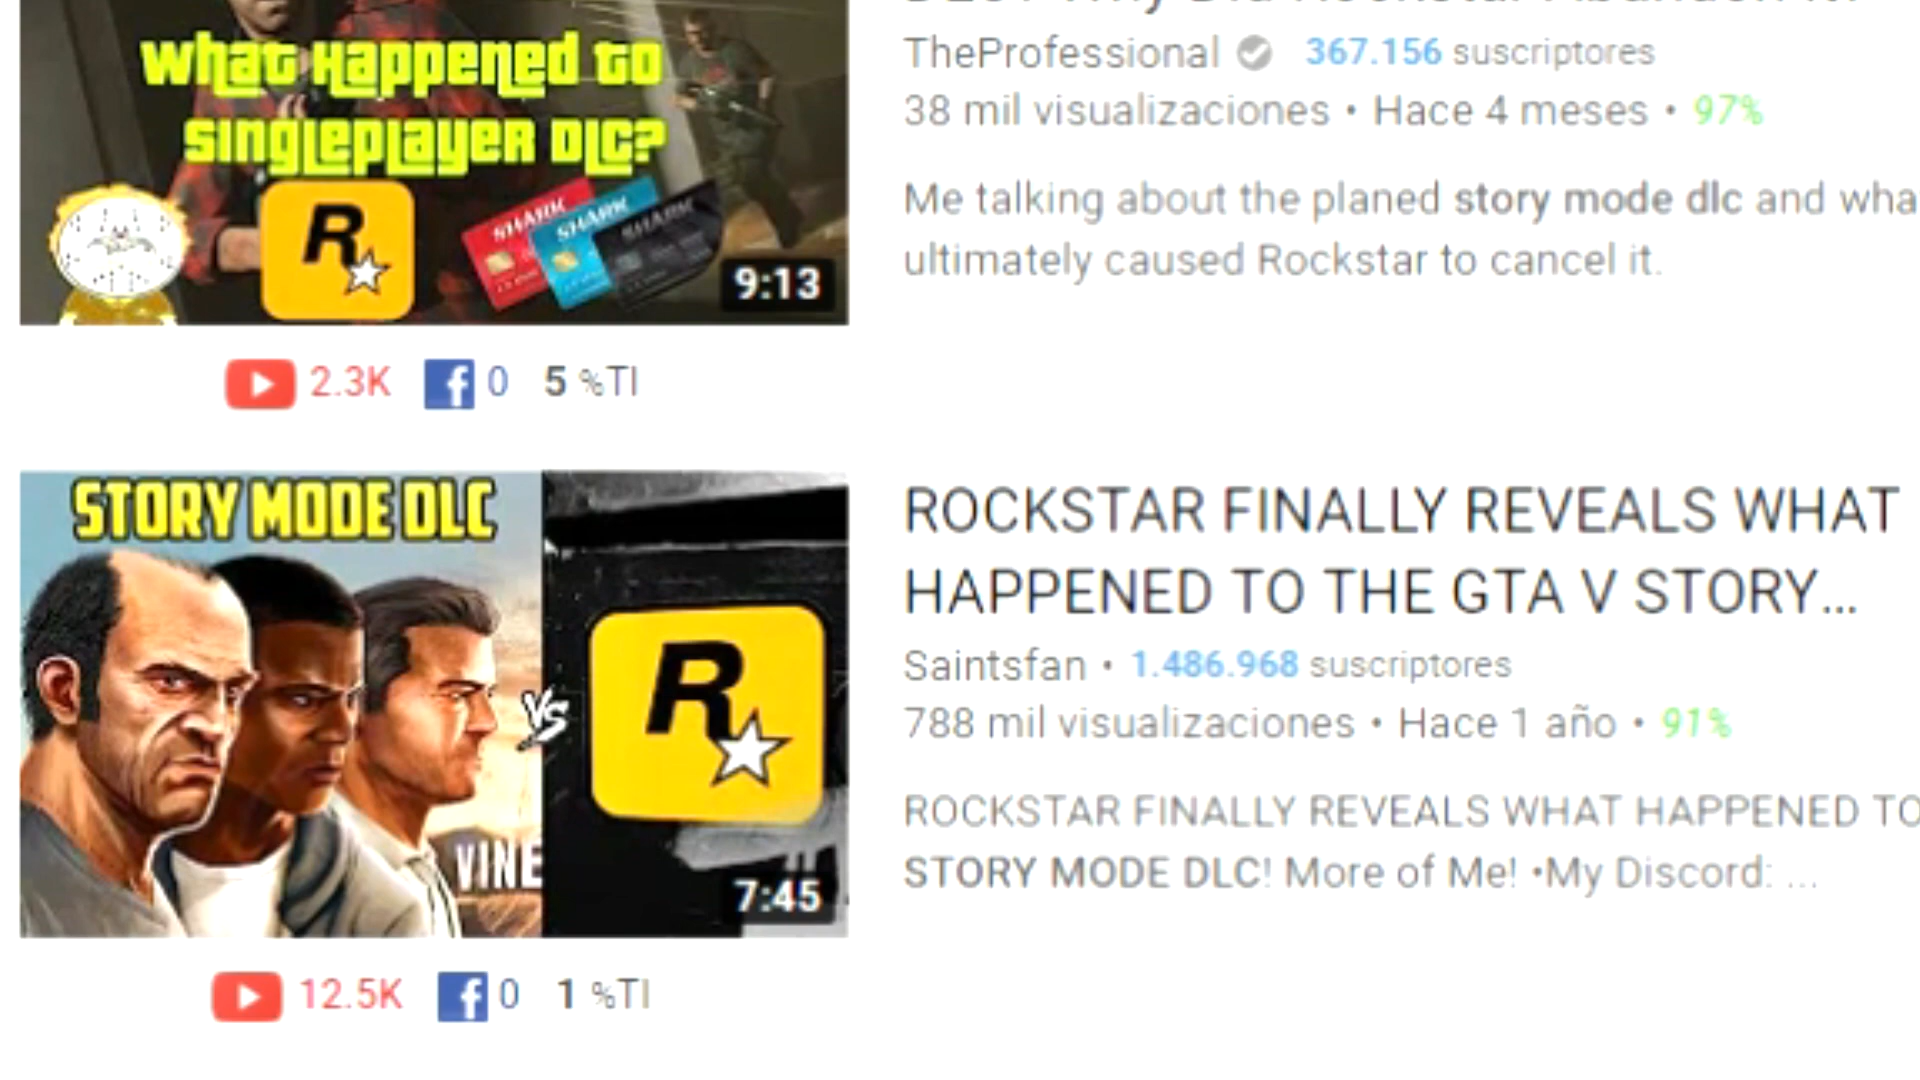 What Happened to
Singleplayer DLC?
R
SHARK
SHARK
SHARK
9:13
TheProfessional 367.156 suscriptores
38 mil visualizaciones • Hace 4 meses • 97%
Me talking about the planed story mode dlc and wha
ultimately caused Rockstar to cancel it.
2.3K 0 5 %TI
STORY MODE DLC
VS
R
VINE
7:45
ROCKSTAR FINALLY REVEALS WHAT
HAPPENED TO THE GTA V STORY...
Saintsfan • 1.486.968 suscriptores
788 mil visualizaciones • Hace 1 año • 91%
ROCKSTAR FINALLY REVEALS WHAT HAPPENED TO
STORY MODE DLC! More of Me! •My Discord: ...
12.5K 0 1 %TI